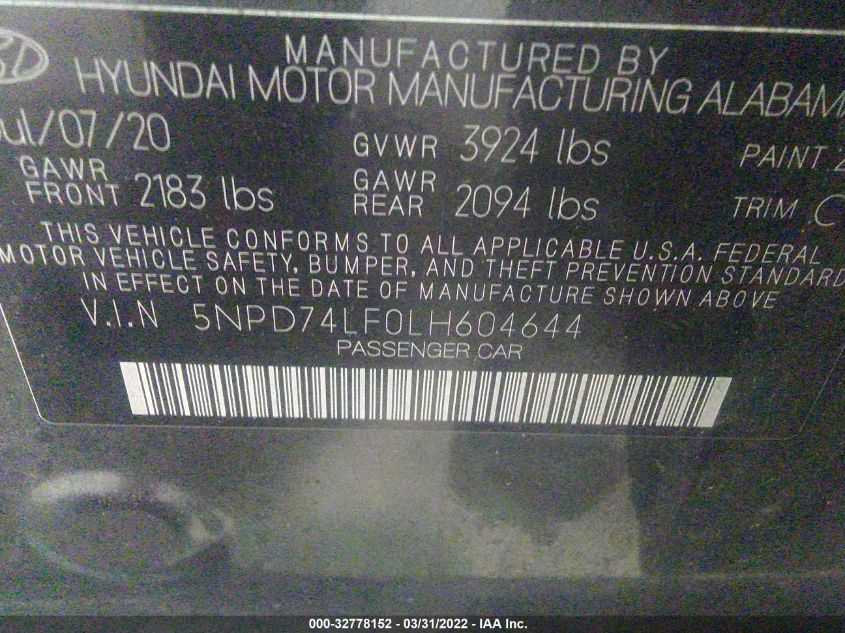 MANUFACTURED BY
HYUNDAI MOTOR MANUFACTURING ALABAMA
Jul/07/20 GVWR 3924 lbs PAINT
GAWR FRONT 2183 lbs GAWR REAR 2094 lbs TRIM C
THIS VEHICLE CONFORMS TO ALL APPLICABLE U.S.A. FEDERAL
MOTOR VEHICLE SAFETY, BUMPER, AND THEFT PREVENTION STANDARD
IN EFFECT ON THE DATE OF MANUFACTURE SHOWN ABOVE
V.I.N 5NPD74LF0LH604644
PASSENGER CAR
000-32778152 - 03/31/2022 - IAA Inc.